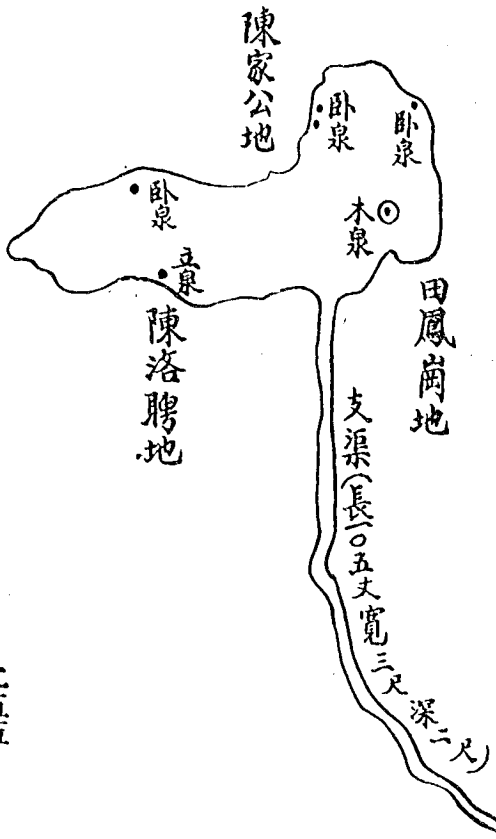 陳家公地
卧泉
卧泉
木泉
田鳳崗地
卧泉
立泉
陳洛聘地
支渠(長一〇五丈寬三尺深二尺)